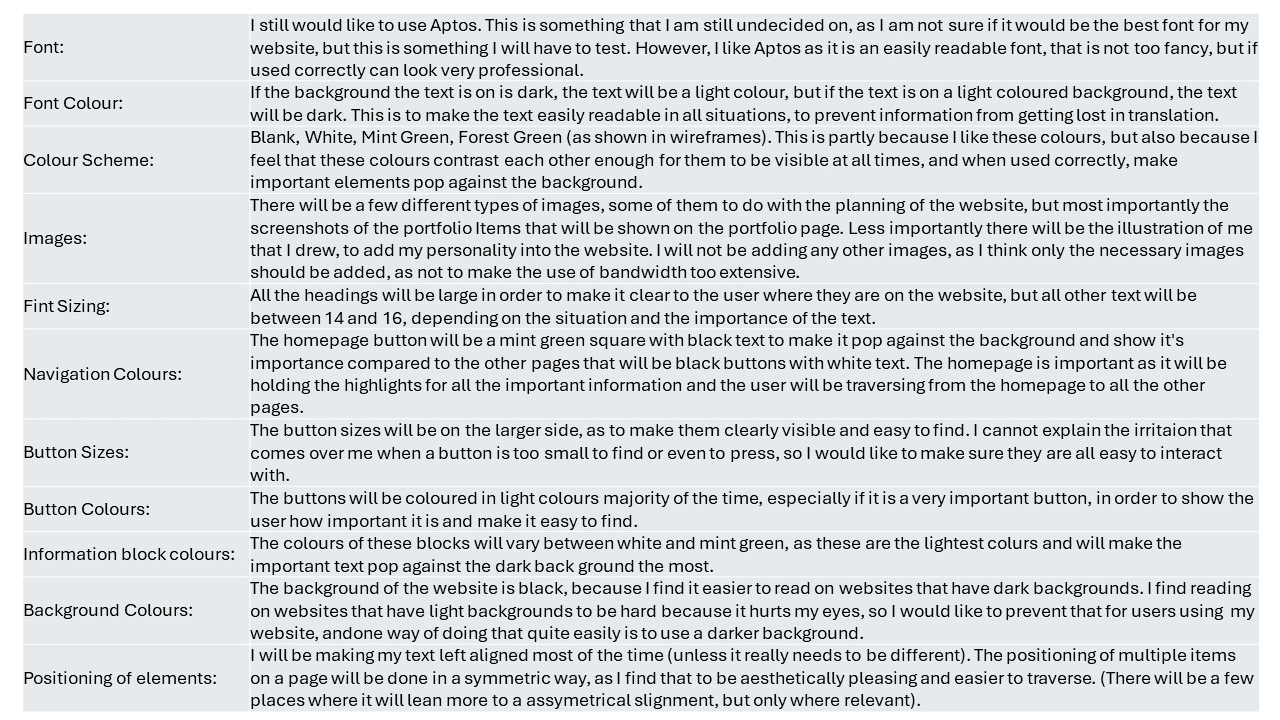 Font:
I still would like to use Aptos. This is something that I am still undecided on, as I am not sure if it would be the best font for my
website, but this is something I will have to test. However, I like Aptos as it is an easily readable font, that is not too fancy, but if
used correctly can look very professional.
Font Colour:
If the background the text is on is dark, the text will be a light colour, but if the text is on a light coloured background, the text
will be dark. This is to make the text easily readable in all situations, to prevent information from getting lost in translation.
Colour Scheme:
Blank, White, Mint Green, Forest Green (as shown in wireframes). This is partly because I like these colours, but also because I
feel that these colours contrast each other enough for them to be visible at all times, and when used correctly, make
important elements pop against the background.
Images:
There will be a few different types of images, some of them to do with the planning of the website, but most importantly the
screenshots of the portfolio Items that will be shown on the portfolio page. Less importantly there will be the illustration of me
that I drew, to add my personality into the website. I will not be adding any other images, as I think only the necessary images
should be added, as not to make the use of bandwidth too extensive.
Fint Sizing:
All the headings will be large in order to make it clear to the user where they are on the website, but all other text will be
between 14 and 16, depending on the situation and the importance of the text.
Navigation Colours:
The homepage button will be a mint green square with black text to make it pop against the background and show it's
importance compared to the other pages that will be black buttons with white text. The homepage is important as it will be
holding the highlights for all the important information and the user will be traversing from the homepage to all the other
pages.
Button Sizes:
The button sizes will be on the larger side, as to make them clearly visible and easy to find. I cannot explain the irritaion that
comes over me when a button is too small to find or even to press, so I would like to make sure they are all easy to interact
with.
Button Colours:
The buttons will be coloured in light colours majority of the time, especially if it is a very important button, in order to show the
user how important it is and make it easy to find.
Information block colours:
The colours of these blocks will vary between white and mint green, as these are the lightest colurs and will make the
important text pop against the dark back ground the most.
Background Colours:
The background of the website is black, because I find it easier to read on websites that have dark backgrounds. I find reading
on websites that have light backgrounds to be hard because it hurts my eyes, so I would like to prevent that for users using my
website, andone way of doing that quite easily is to use a darker background.
Positioning of elements:
I will be making my text left aligned most of the time (unless it really needs to be different). The positioning of multiple items
on a page will be done in a symmetric way, as I find that to be aesthetically pleasing and easier to traverse. (There will be a few
places where it will lean more to a assymetrical slignment, but only where relevant).